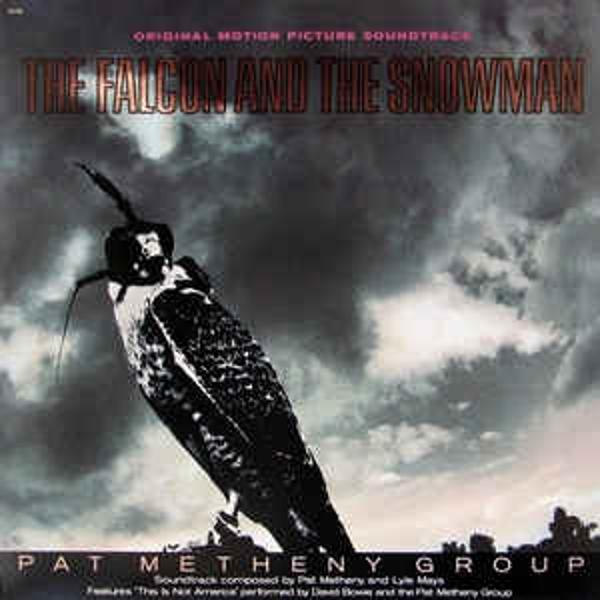 ORIGINAL MOTION PICTURE SOUNDTRACK
THE FALCON AND THE SNOWMAN
PAT METHENY GROUP
Soundtrack composed by Pat Metheny and Lyle Mays
Features "This Is Not America" performed by David Bowie and the Pat Metheny Group